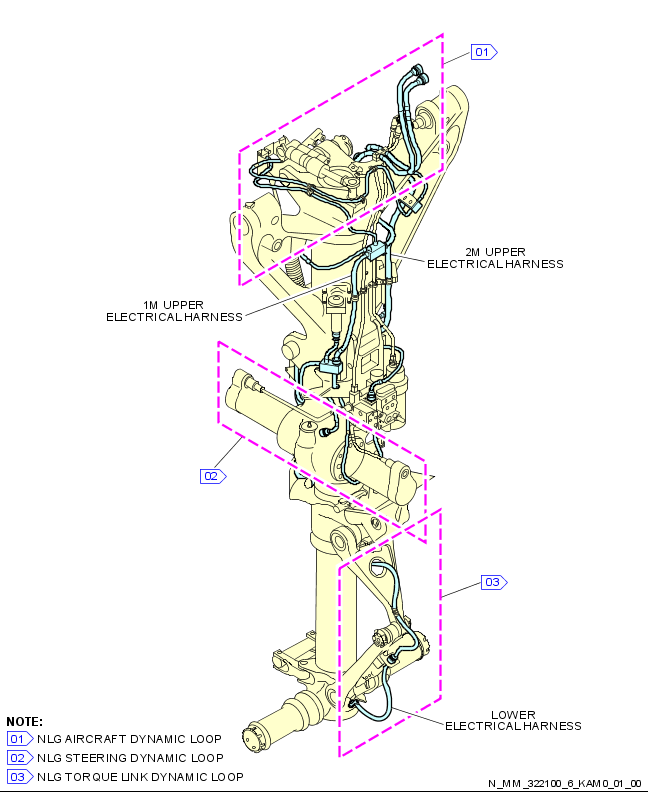 01
2M UPPER
ELECTRICAL HARNESS
1M UPPER
ELECTRICAL HARNESS
02
03
LOWER
ELECTRICAL HARNESS
NOTE:
01 NLG AIRCRAFT DYNAMIC LOOP
02 NLG STEERING DYNAMIC LOOP
03 NLG TORQUE LINK DYNAMIC LOOP
N_MM_322100_6_KAM0_01_00